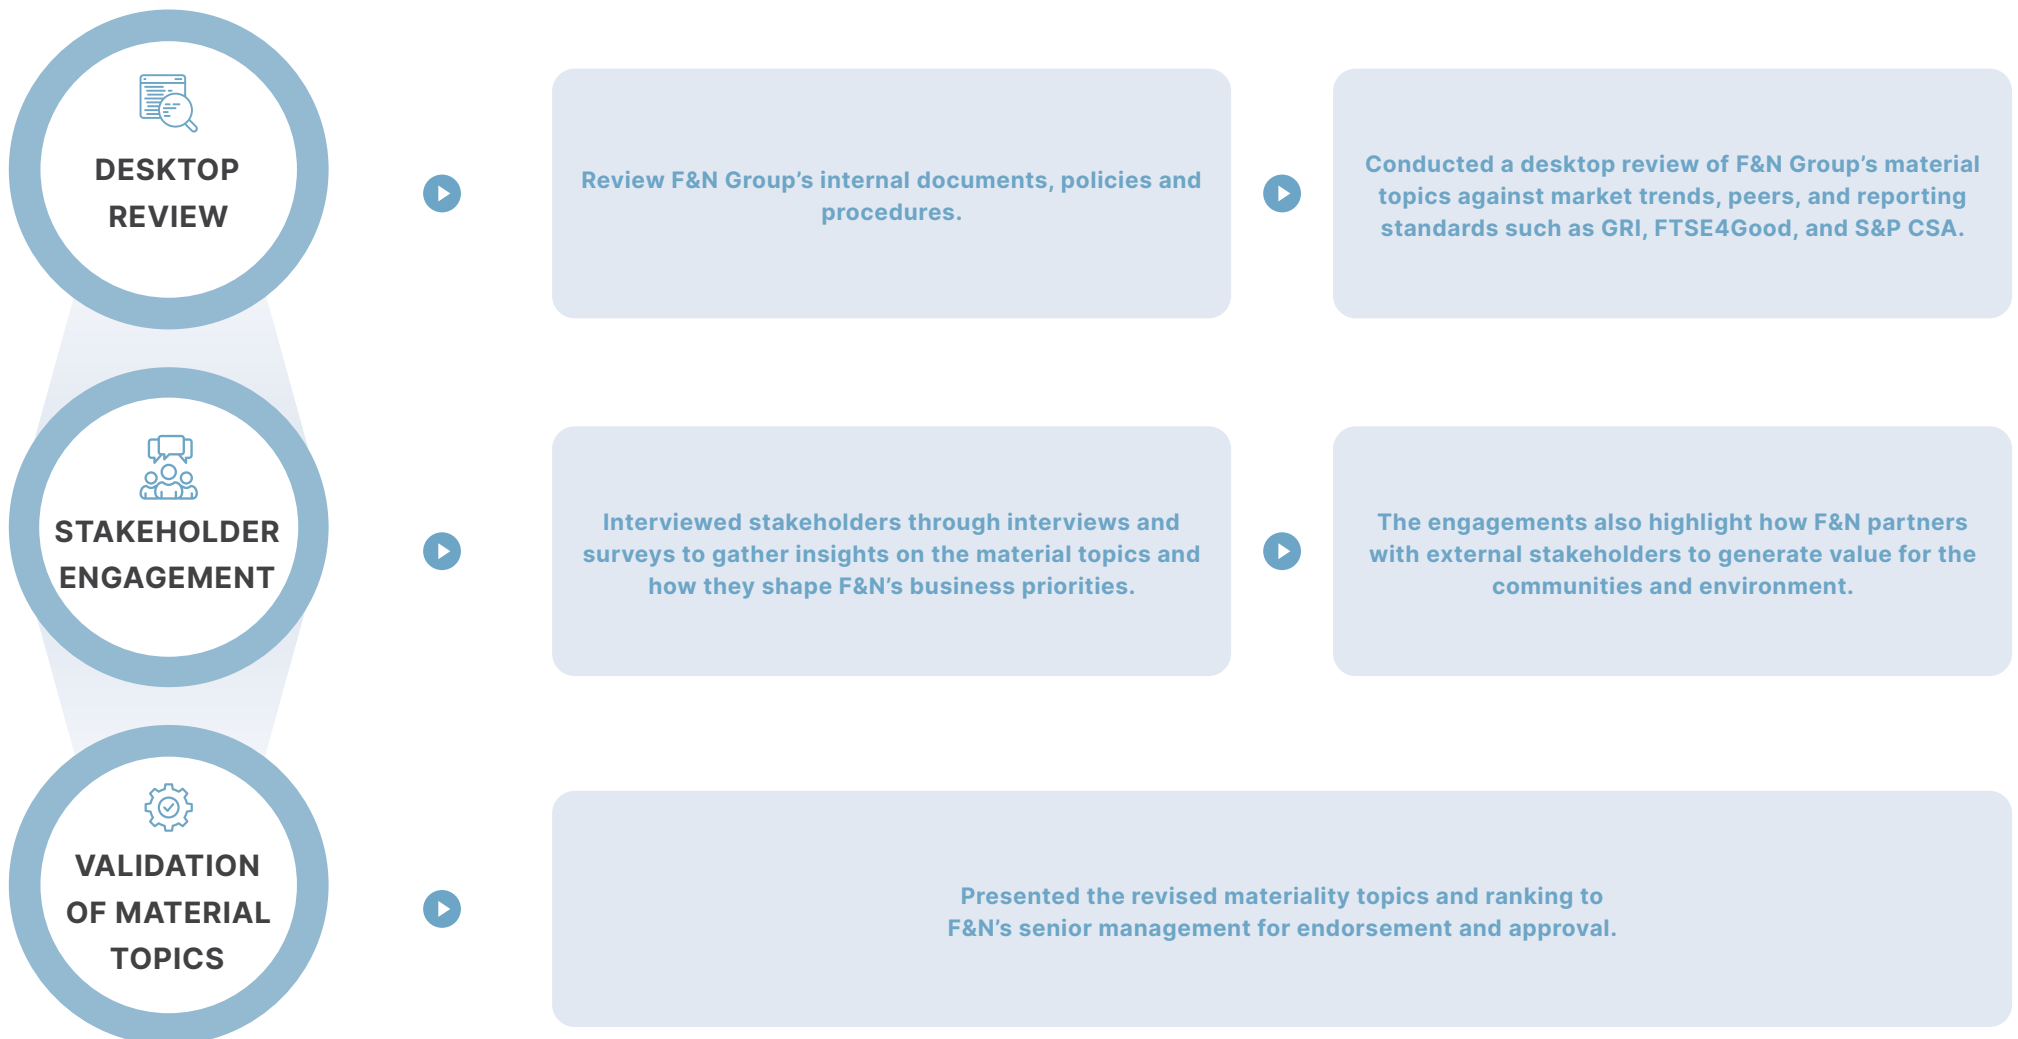 DESKTOP
REVIEW
Review F&N Group’s internal documents, policies and
procedures.
Conducted a desktop review of F&N Group’s material
topics against market trends, peers, and reporting
standards such as GRI, FTSE4Good, and S&P CSA.
STAKEHOLDER
ENGAGEMENT
Interviewed stakeholders through interviews and
surveys to gather insights on the material topics and
how they shape F&N’s business priorities.
The engagements also highlight how F&N partners
with external stakeholders to generate value for the
communities and environment.
VALIDATION
OF MATERIAL
TOPICS
Presented the revised materiality topics and ranking to
F&N’s senior management for endorsement and approval.